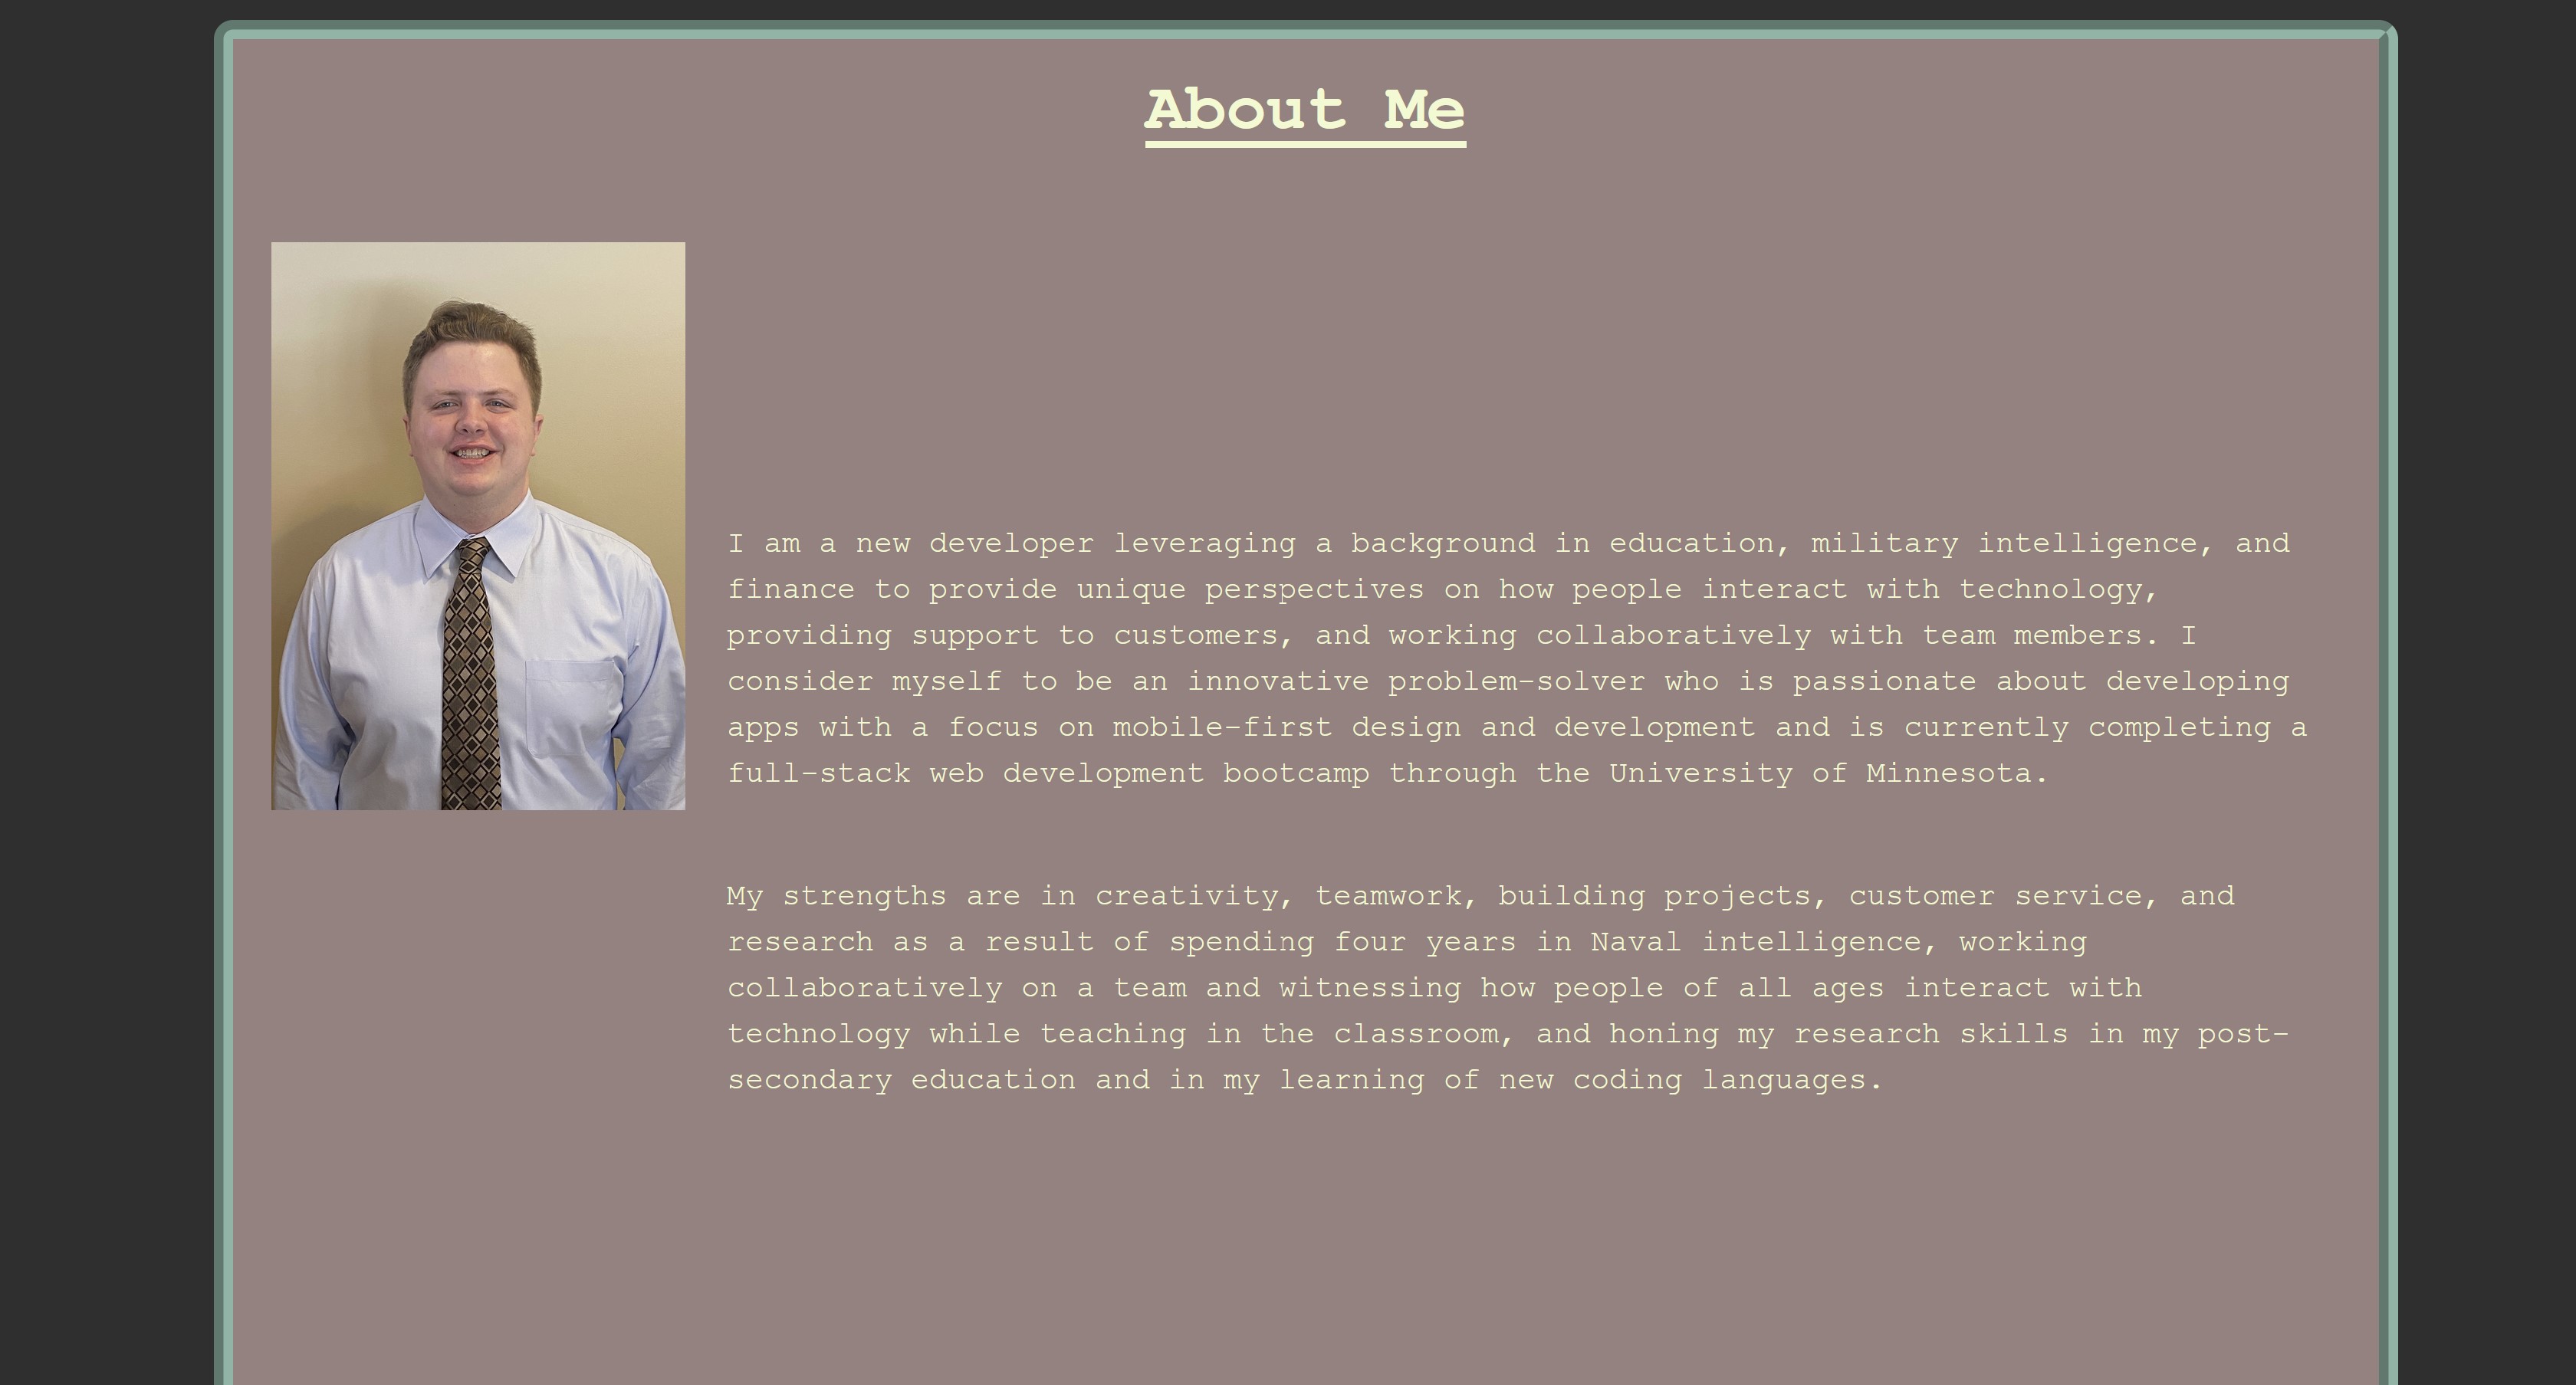 About Me
I am a new developer leveraging a background in education, military intelligence, and
finance to provide unique perspectives on how people interact with technology,
providing support to customers, and working collaboratively with team members. I
consider myself to be an innovative problem-solver who is passionate about developing
apps with a focus on mobile-first design and development and is currently completing a
full-stack web development bootcamp through the University of Minnesota.
My strengths are in creativity, teamwork, building projects, customer service, and
research as a result of spending four years in Naval intelligence, working
collaboratively on a team and witnessing how people of all ages interact with
technology while teaching in the classroom, and honing my research skills in my post-
secondary education and in my learning of new coding languages.